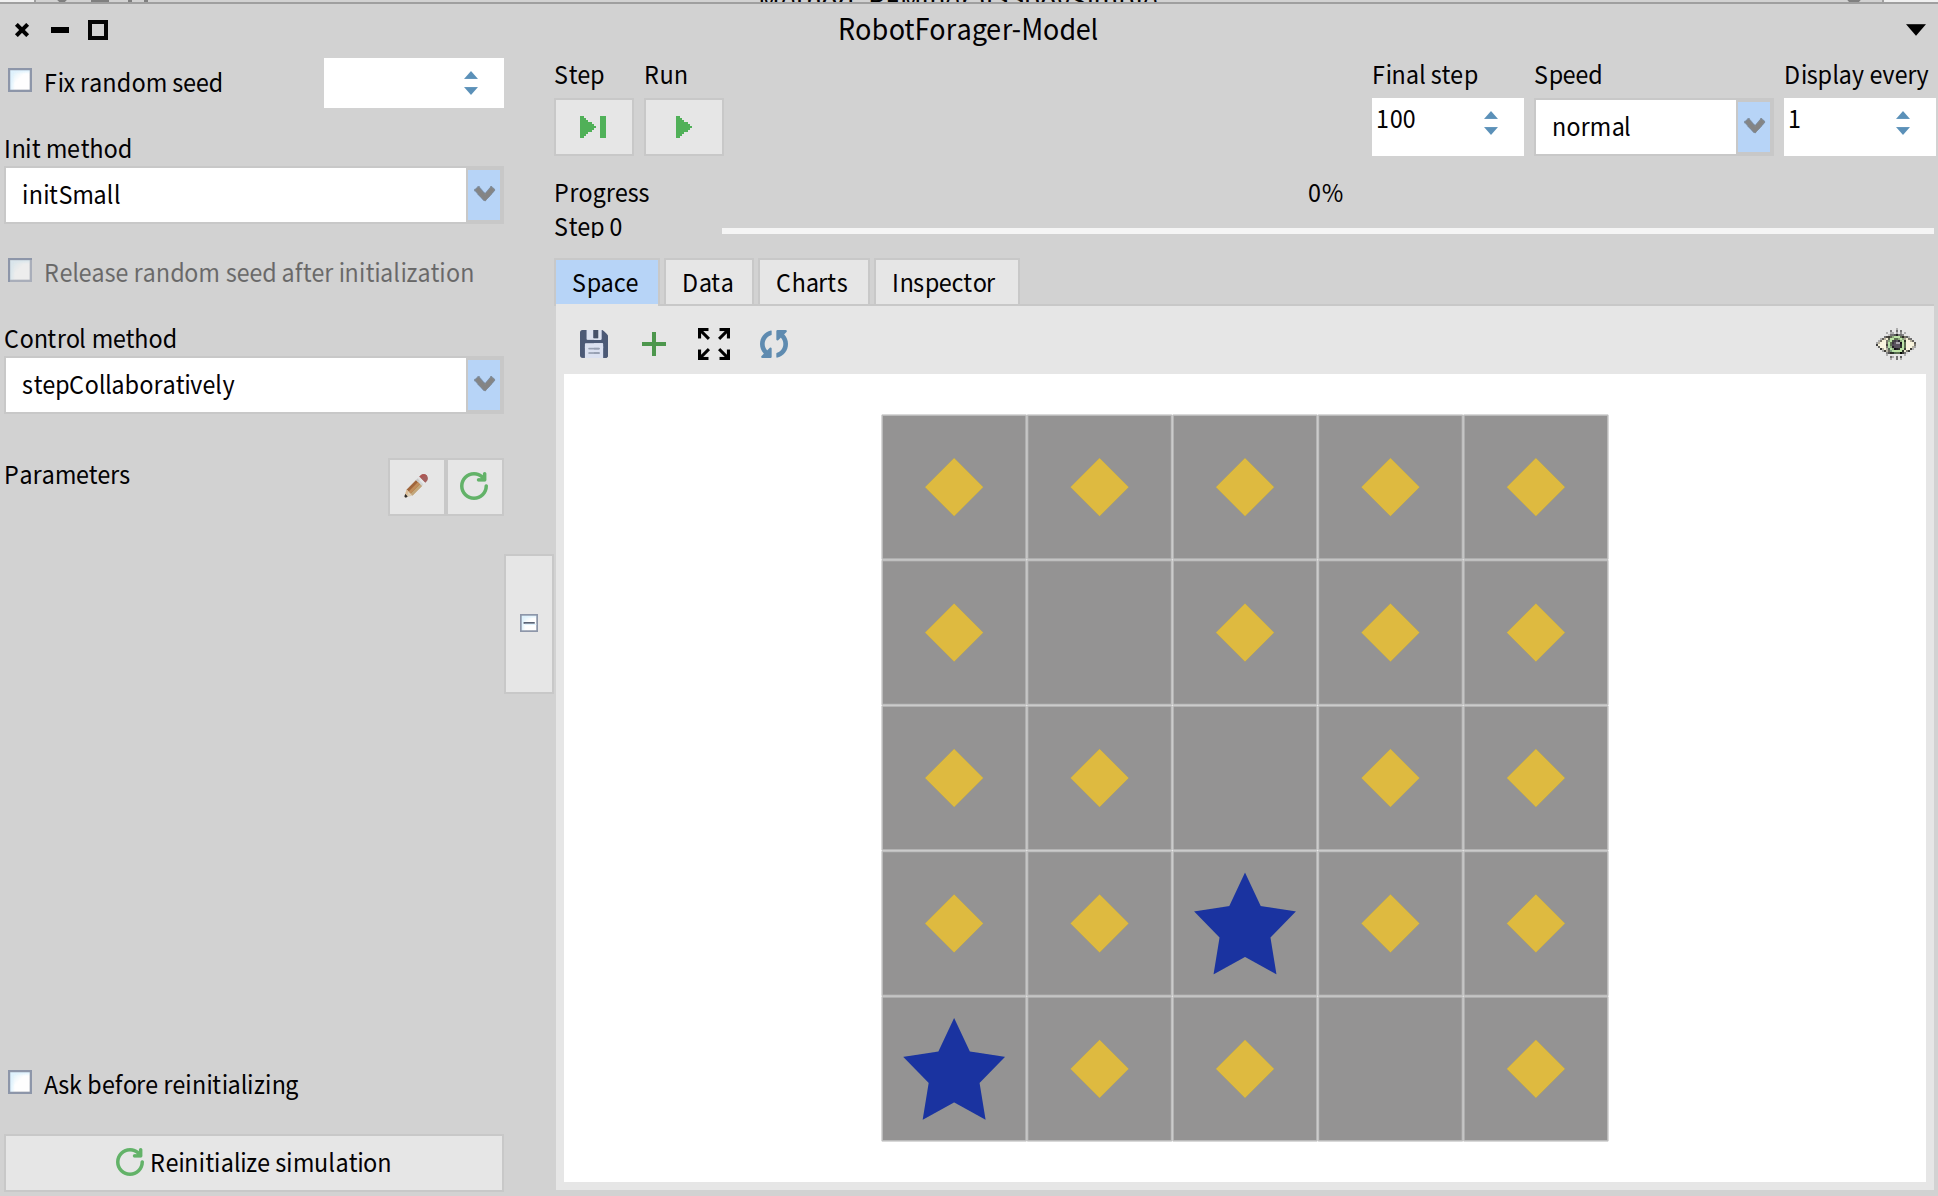 RobotForager-Model
Fix random seed
Step Run Final step Speed Display every
100 normal 1
Init method
initSmall
Progress 0%
Step 0
Release random seed after initialization
Space Data Charts Inspector
Control method
stepCollaboratively
Parameters
Ask before reinitializing
Reinitialize simulation